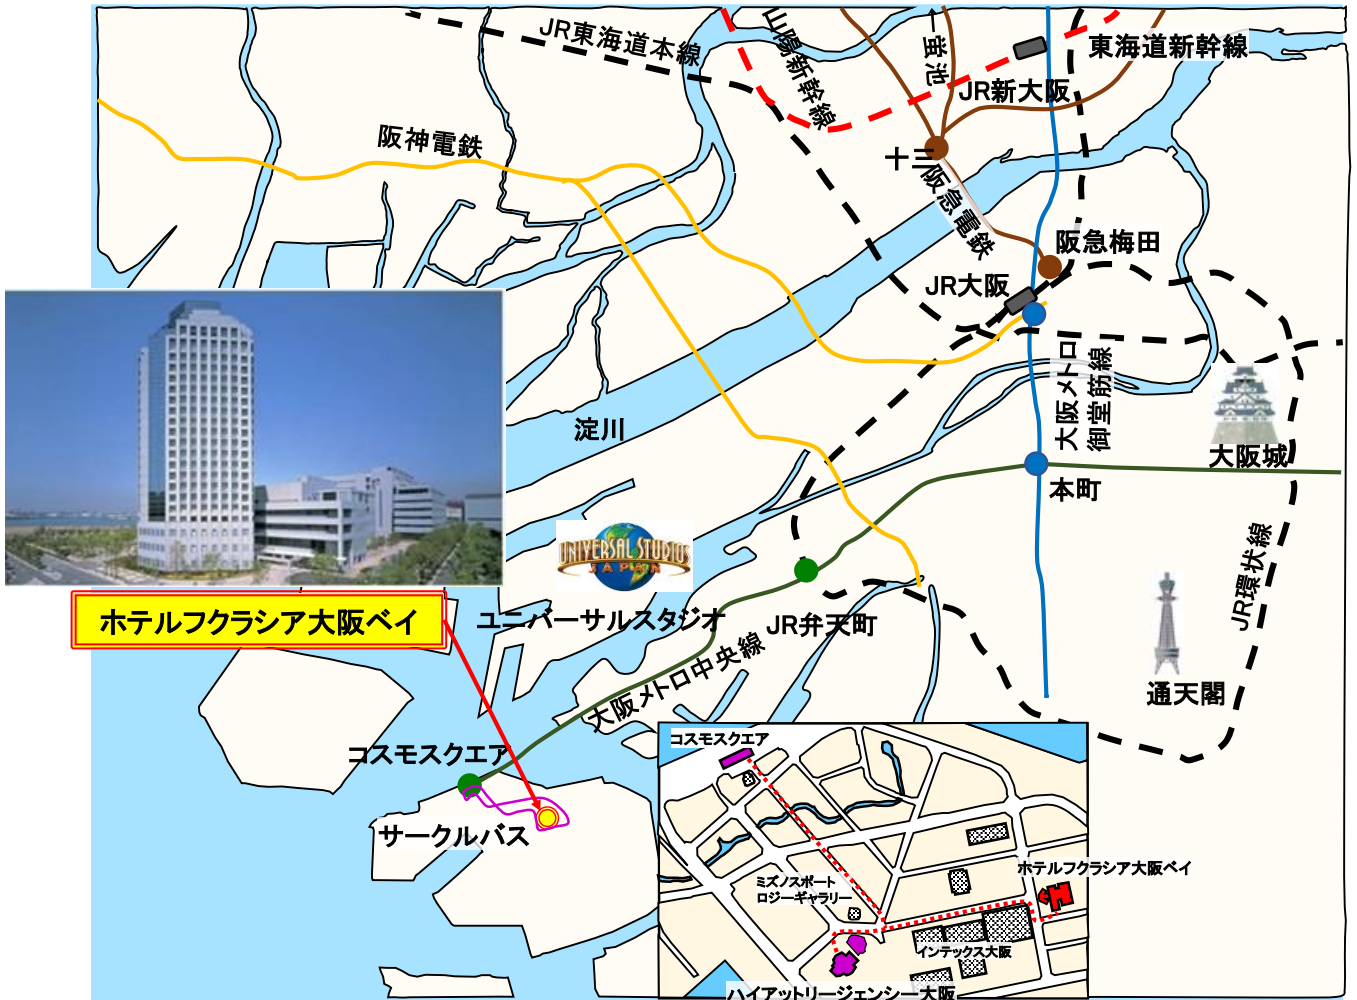 JR東海道本線
山陽新幹線
蛍池
東海道新幹線
JR新大阪
阪神電鉄
十三
阪急電鉄
阪急梅田
JR大阪
大阪メトロ
御堂筋線
淀川
大阪城
本町
UNIVERSAL STUDIOS
JAPAN
JR環状線
ホテルフクラシア大阪ベイ
ユニバーサルスタジオ
JR弁天町
大阪メトロ中央線
通天閣
コスモスクエア
サークルバス
コスモスクエア
ホテルフクラシア大阪ベイ
ミズノスポート
ロジーギャラリー
インテックス大阪
ハイアットリージェンシー大阪